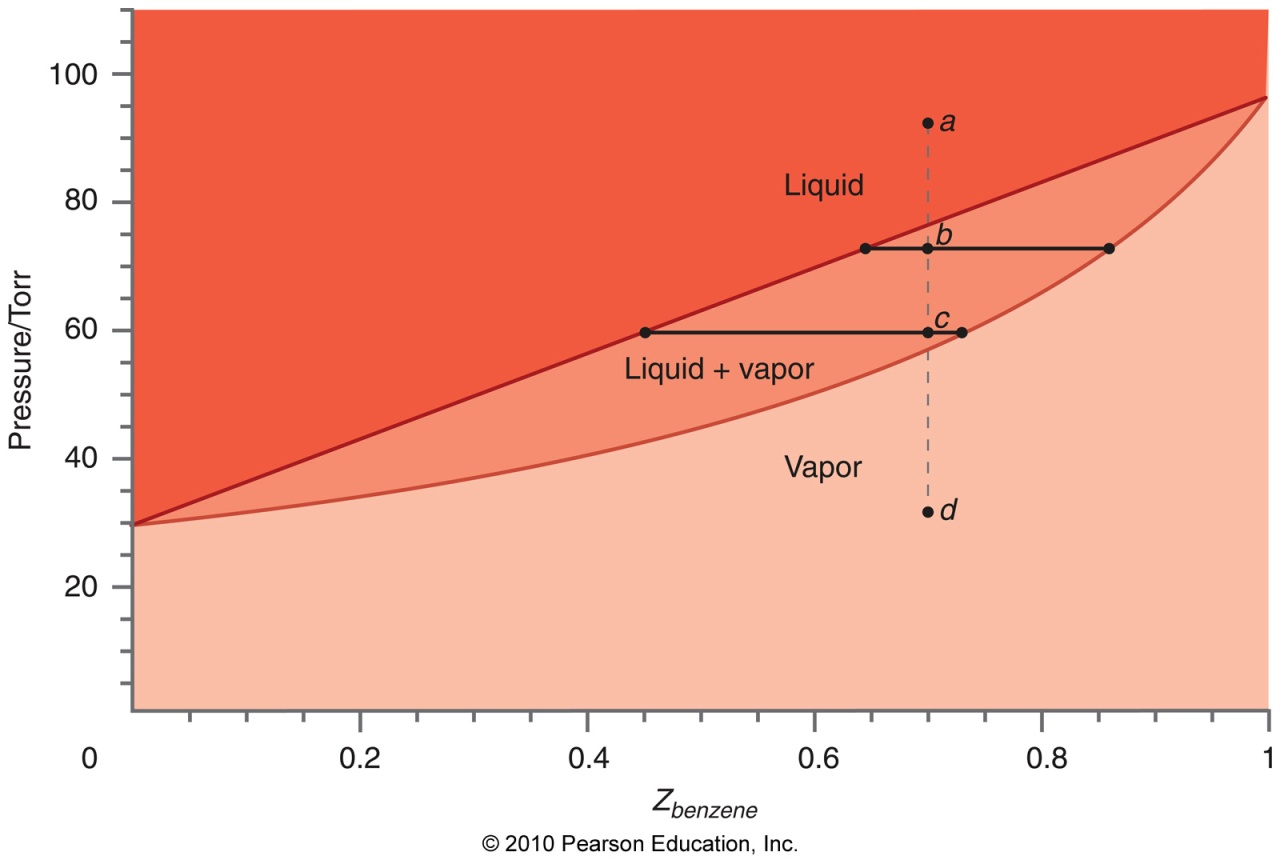 100
80
60
40
20
0
0.2
0.4
0.6
0.8
1
Pressure/Torr
a
Liquid
b
c
Liquid + vapor
Vapor
d
Zbenzene
© 2010 Pearson Education, Inc.